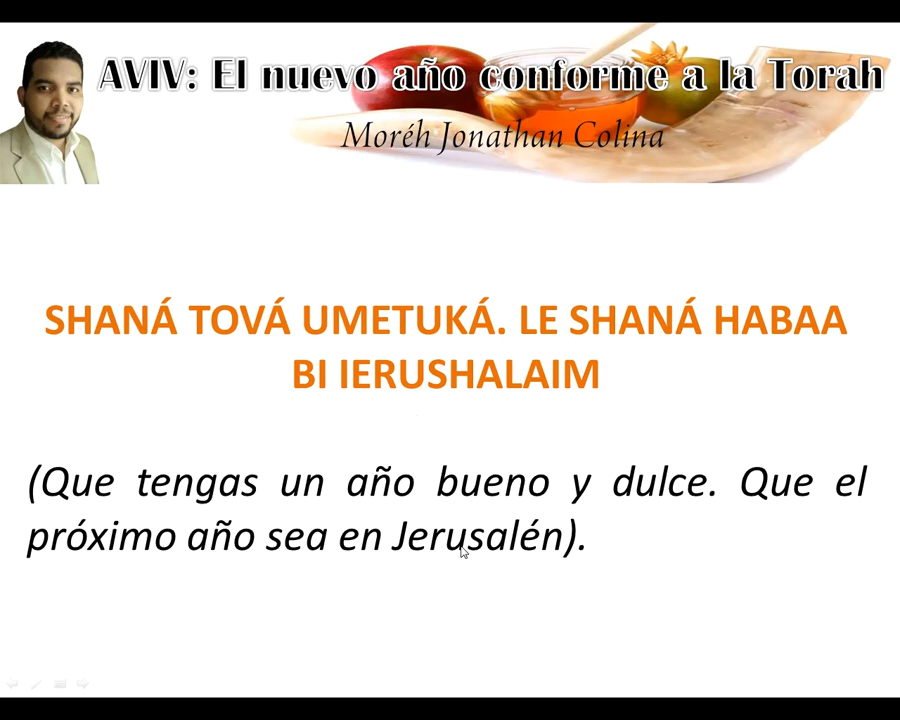 AVIV: El nuevo año conforme a la Torah
Moréh Jonathan Colina
SHANÁ TOVÁ UMETUKÁ. LE SHANÁ HABAA
BI IERUSHALAIM
(Que tengas un año bueno y dulce. Que el
próximo año sea en Jerusalén).